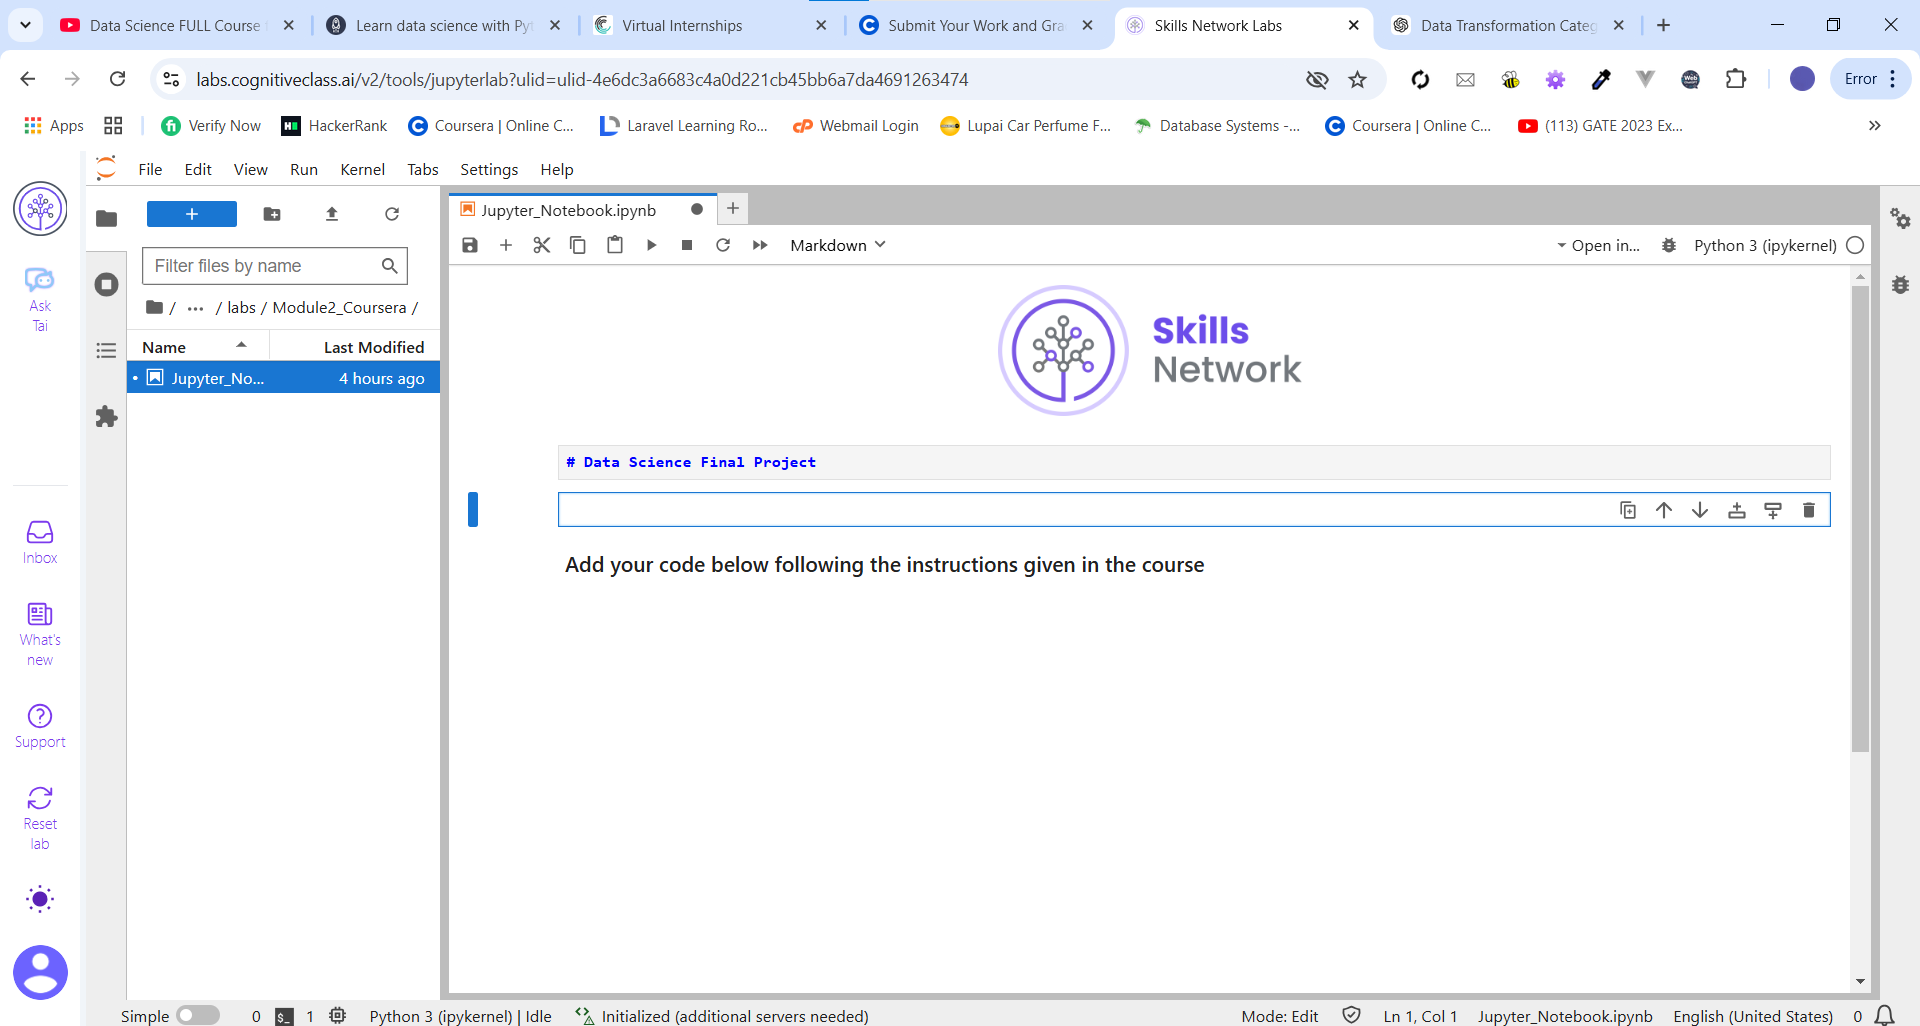 Data Science FULL Course
Learn data science with Pyt
Virtual Internships
Submit Your Work and Gra
Skills Network Labs
Data Transformation Categ
labs.cognitiveclass.ai/v2/tools/jupyterlab?ulid=ulid-4e6dc3a6683c4a0d221cb45bb6a7da4691263474
Error
Apps
Verify Now
HackerRank
Coursera | Online C...
Laravel Learning Ro...
Webmail Login
Lupai Car Perfume F...
Database Systems -...
Coursera | Online C...
(113) GATE 2023 Ex...
File Edit View Run Kernel Tabs Settings Help
Ask
Tai
Inbox
What's
new
Support
Reset
lab
Filter files by name
/ ... / labs / Module2_Coursera /
Name Last Modified
Jupyter_No... 4 hours ago
Jupyter_Notebook.ipynb
Markdown
Open in...
Python 3 (ipykernel)
Skills
Network
# Data Science Final Project
Add your code below following the instructions given in the course
Simple 0 1 Python 3 (ipykernel) | Idle Initialized (additional servers needed) Mode: Edit Ln 1, Col 1 Jupyter_Notebook.ipynb English (United States) 0